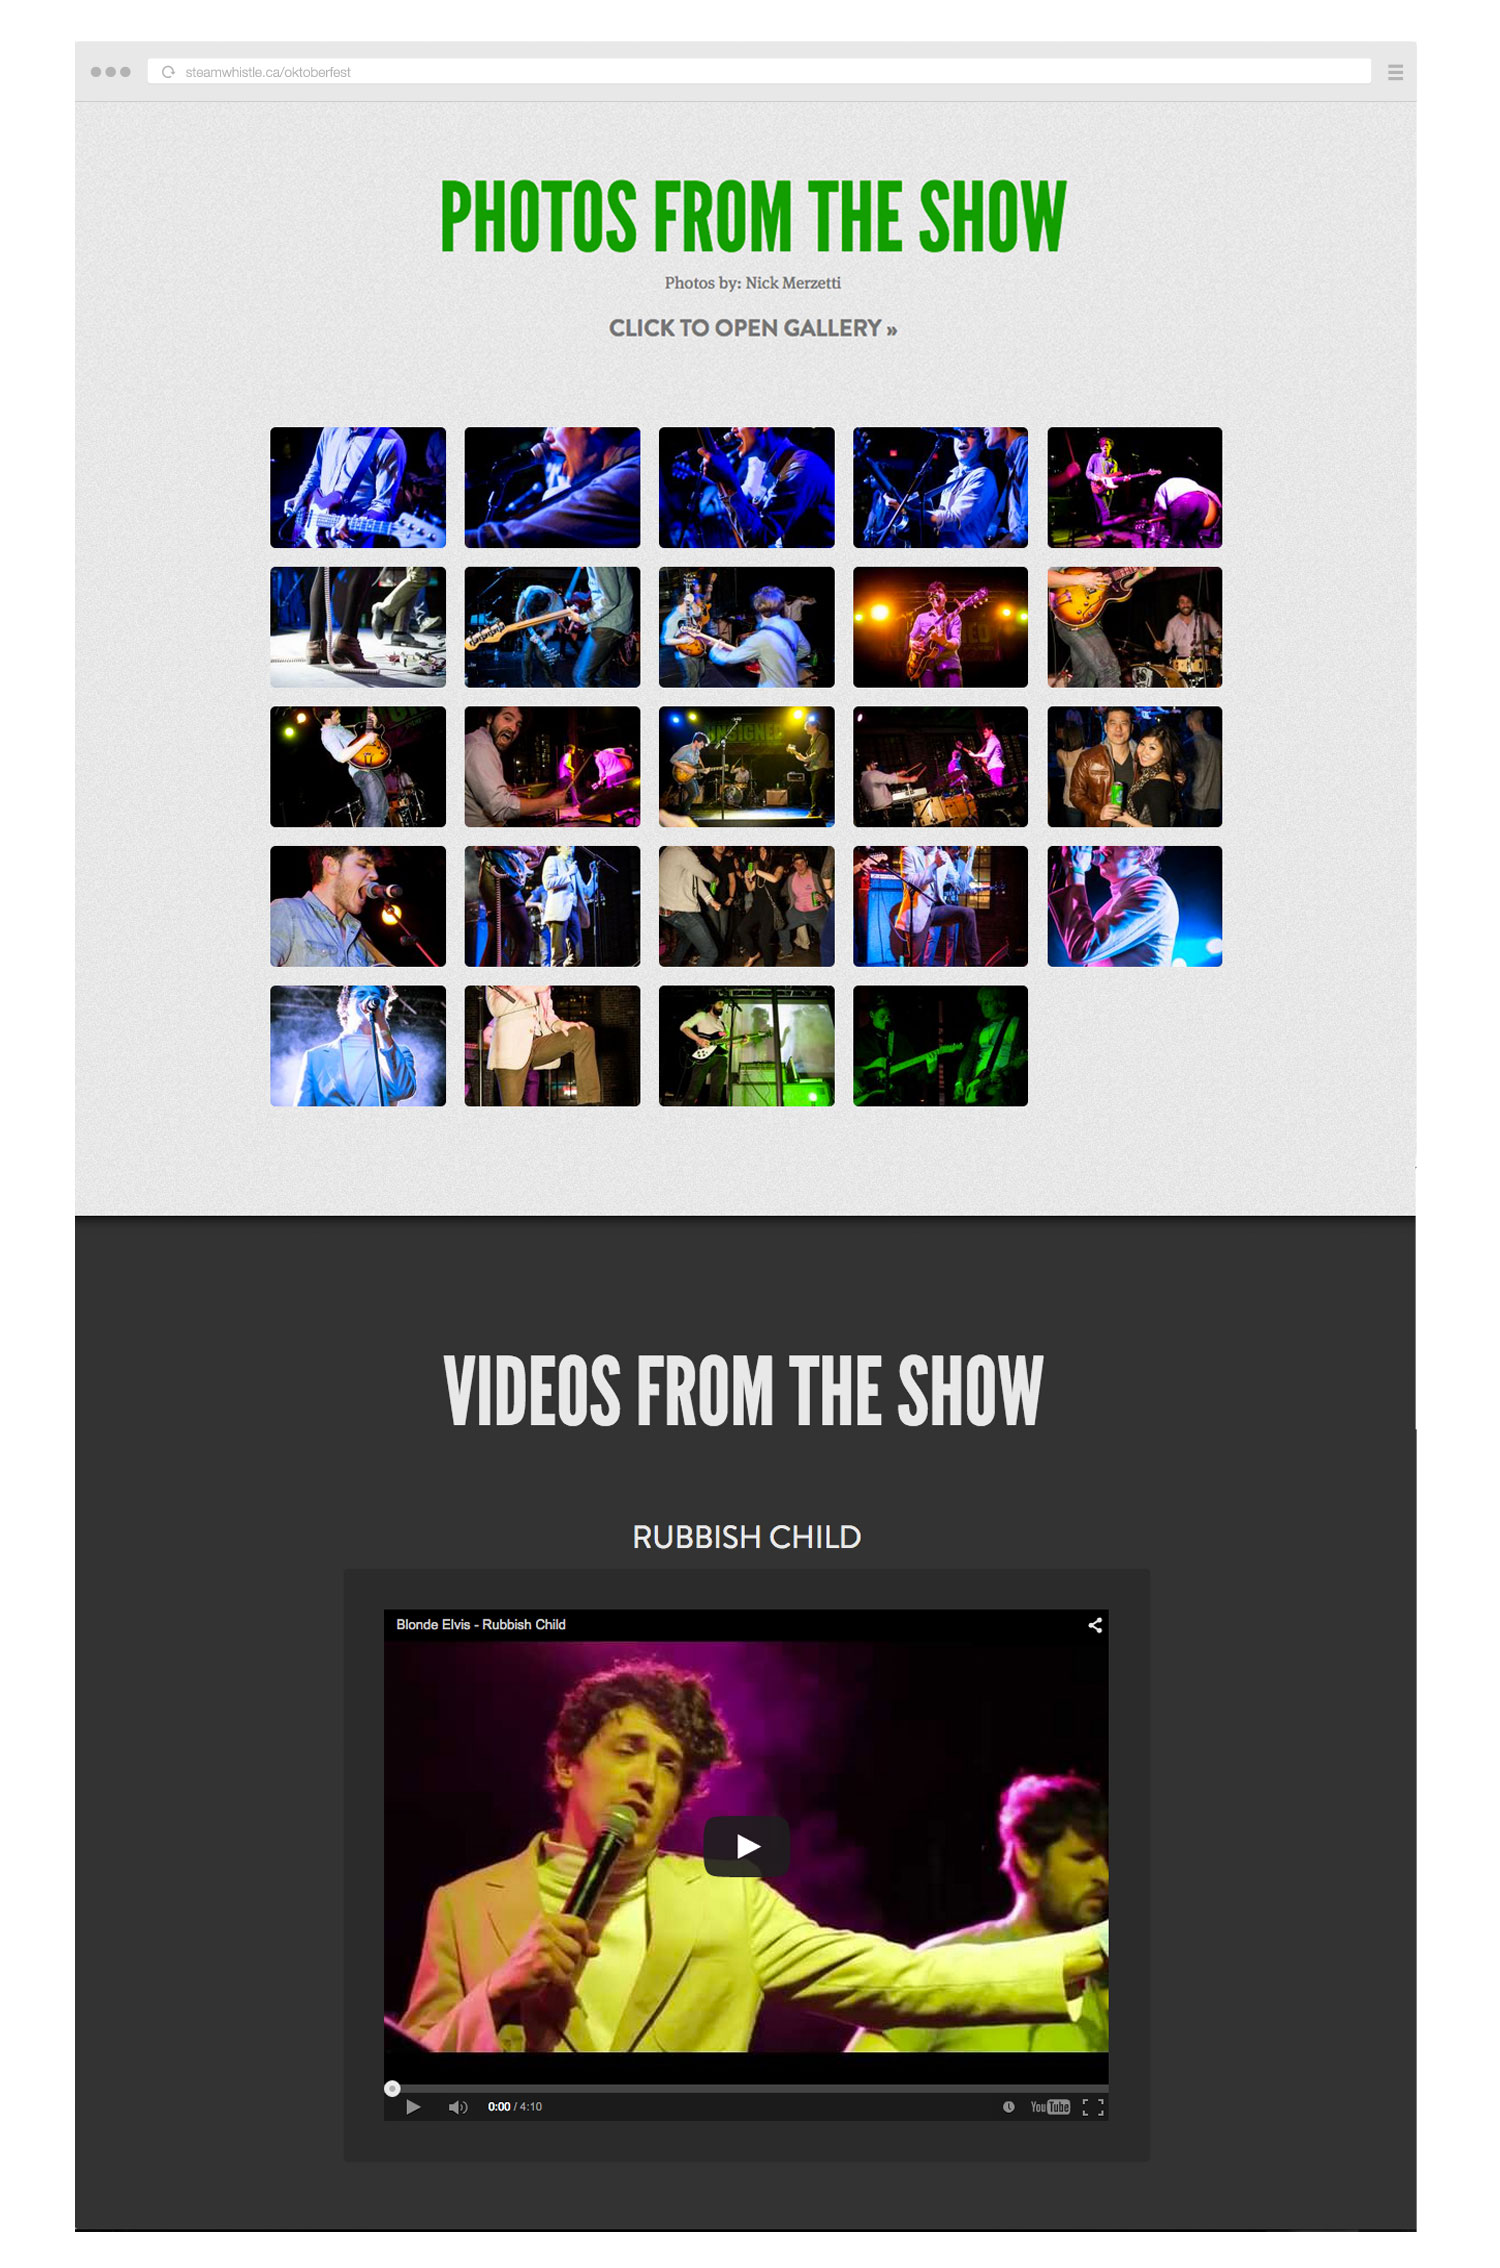 steamwhistle.ca/oktoberfest
PHOTOS FROM THE SHOW
Photos by: Nick Merzetti
CLICK TO OPEN GALLERY »
UNSIGNED
VIDEOS FROM THE SHOW
RUBBISH CHILD
Blonde Elvis - Rubbish Child
0:00 / 4:10
YouTube